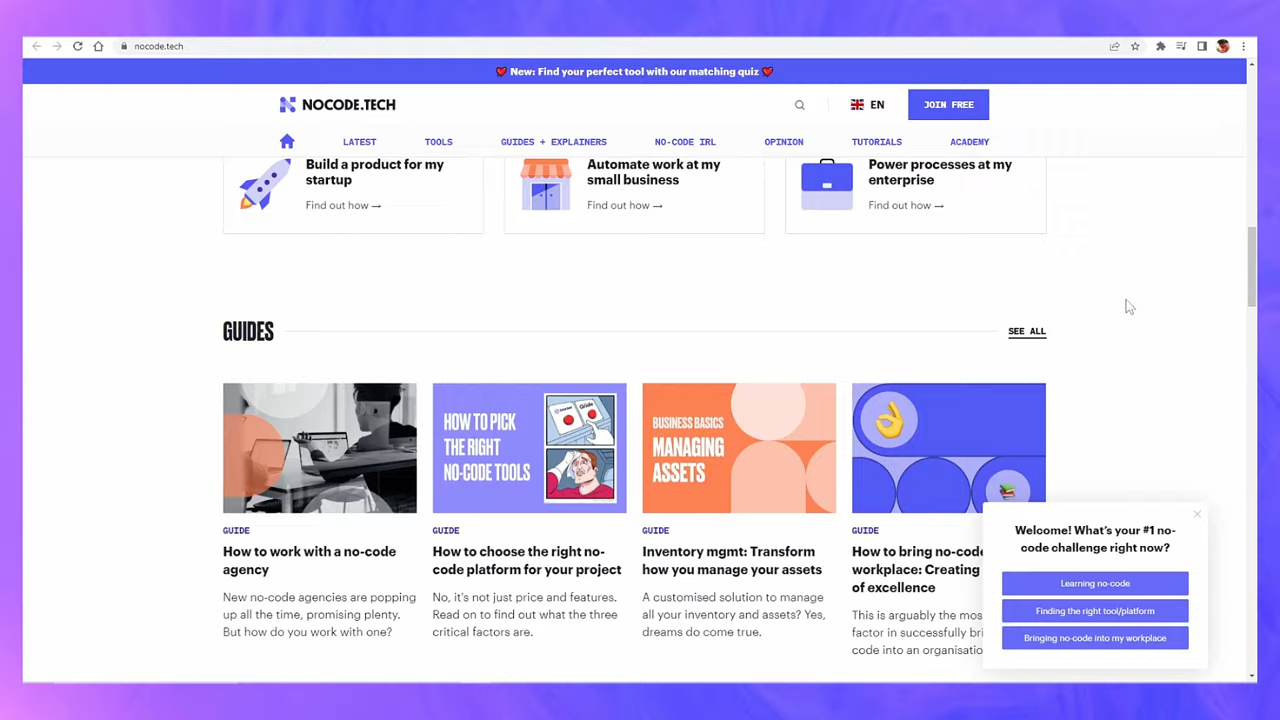 nocode.tech
❤️ New: Find your perfect tool with our matching quiz ❤️
NOCODE.TECH
EN
JOIN FREE
LATEST
TOOLS
GUIDES + EXPLAINERS
NO-CODE IRL
OPINION
TUTORIALS
ACADEMY
Build a product for my
startup
Find out how →
Automate work at my
small business
Find out how →
Power processes at my
enterprise
Find out how →
GUIDES
SEE ALL
HOW TO PICK
THE RIGHT
NO-CODE TOOLS
Guide
BUSINESS BASICS
MANAGING
ASSETS
GUIDE
How to work with a no-code
agency
New no-code agencies are popping
up all the time, promising plenty.
But how do you work with one?
GUIDE
How to choose the right no-
code platform for your project
No, it's not just price and features.
Read on to find out what the three
critical factors are.
GUIDE
Inventory mgmt: Transform
how you manage your assets
A customised solution to manage
all your inventory and assets? Yes,
dreams do come true.
GUIDE
How to bring no-code
workplace: Creating
of excellence
This is arguably the mos
factor in successfully bri
code into an organisatio
Welcome! What's your #1 no-
code challenge right now?
Learning no-code
Finding the right tool/platform
Bringing no-code into my workplace